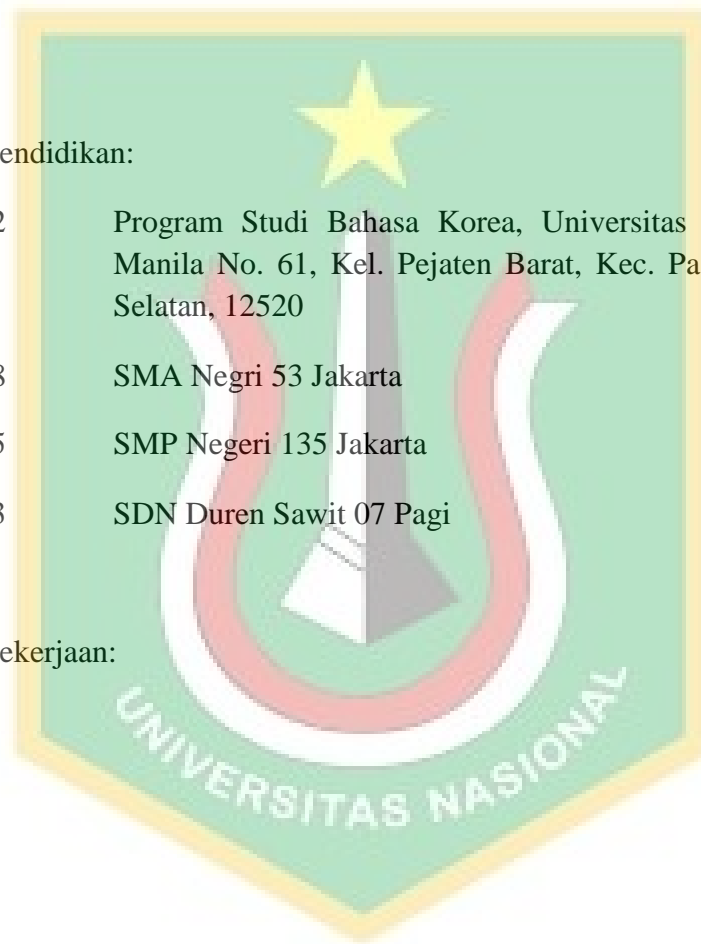 endidikan:
2 Program Studi Bahasa Korea, Universitas
Manila No. 61, Kel. Pejaten Barat, Kec. Pa
Selatan, 12520
8 SMA Negri 53 Jakarta
5 SMP Negeri 135 Jakarta
3 SDN Duren Sawit 07 Pagi
ekerjaan:
UNIVERSITAS NASIONAL